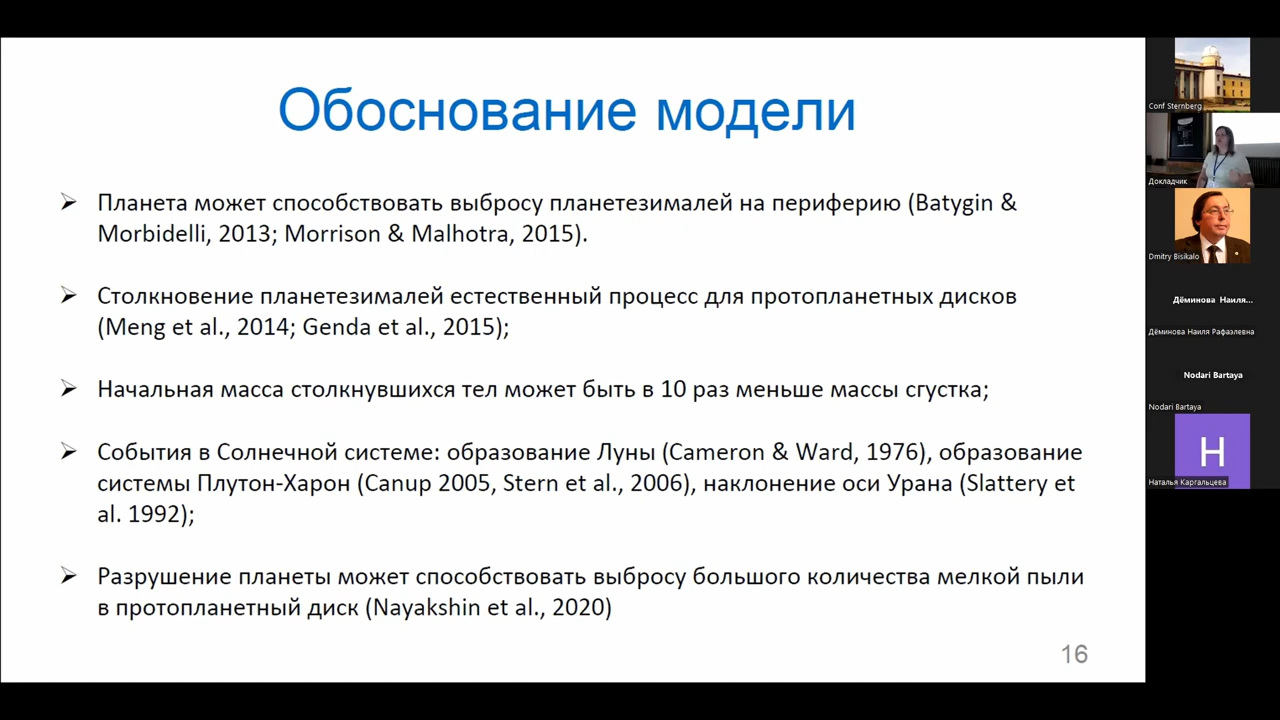 Обоснование модели
Планета может способствовать выбросу планетезималей на периферию (Batygin &
Morbidelli, 2013; Morrison & Malhotra, 2015).
Столкновение планетезималей естественный процесс для протопланетных дисков
(Meng et al., 2014; Genda et al., 2015);
Начальная масса столкнувшихся тел может быть в 10 раз меньше массы сгустка;
События в Солнечной системе: образование Луны (Cameron & Ward, 1976), образование
системы Плутон-Харон (Canup 2005, Stern et al., 2006), наклонение оси Урана (Slattery et
al. 1992);
Разрушение планеты может способствовать выбросу большого количества мелкой пыли
в протопланетный диск (Nayakshin et al., 2020)
16
Conf Sternberg
Докладчик
Dmitry Bisikalo
Дёминова Наиля...
Дёминова Наиля Рафаэлевна
Nodari Bartaya
Nodari Bartaya
Н
Наталья Каргальцева